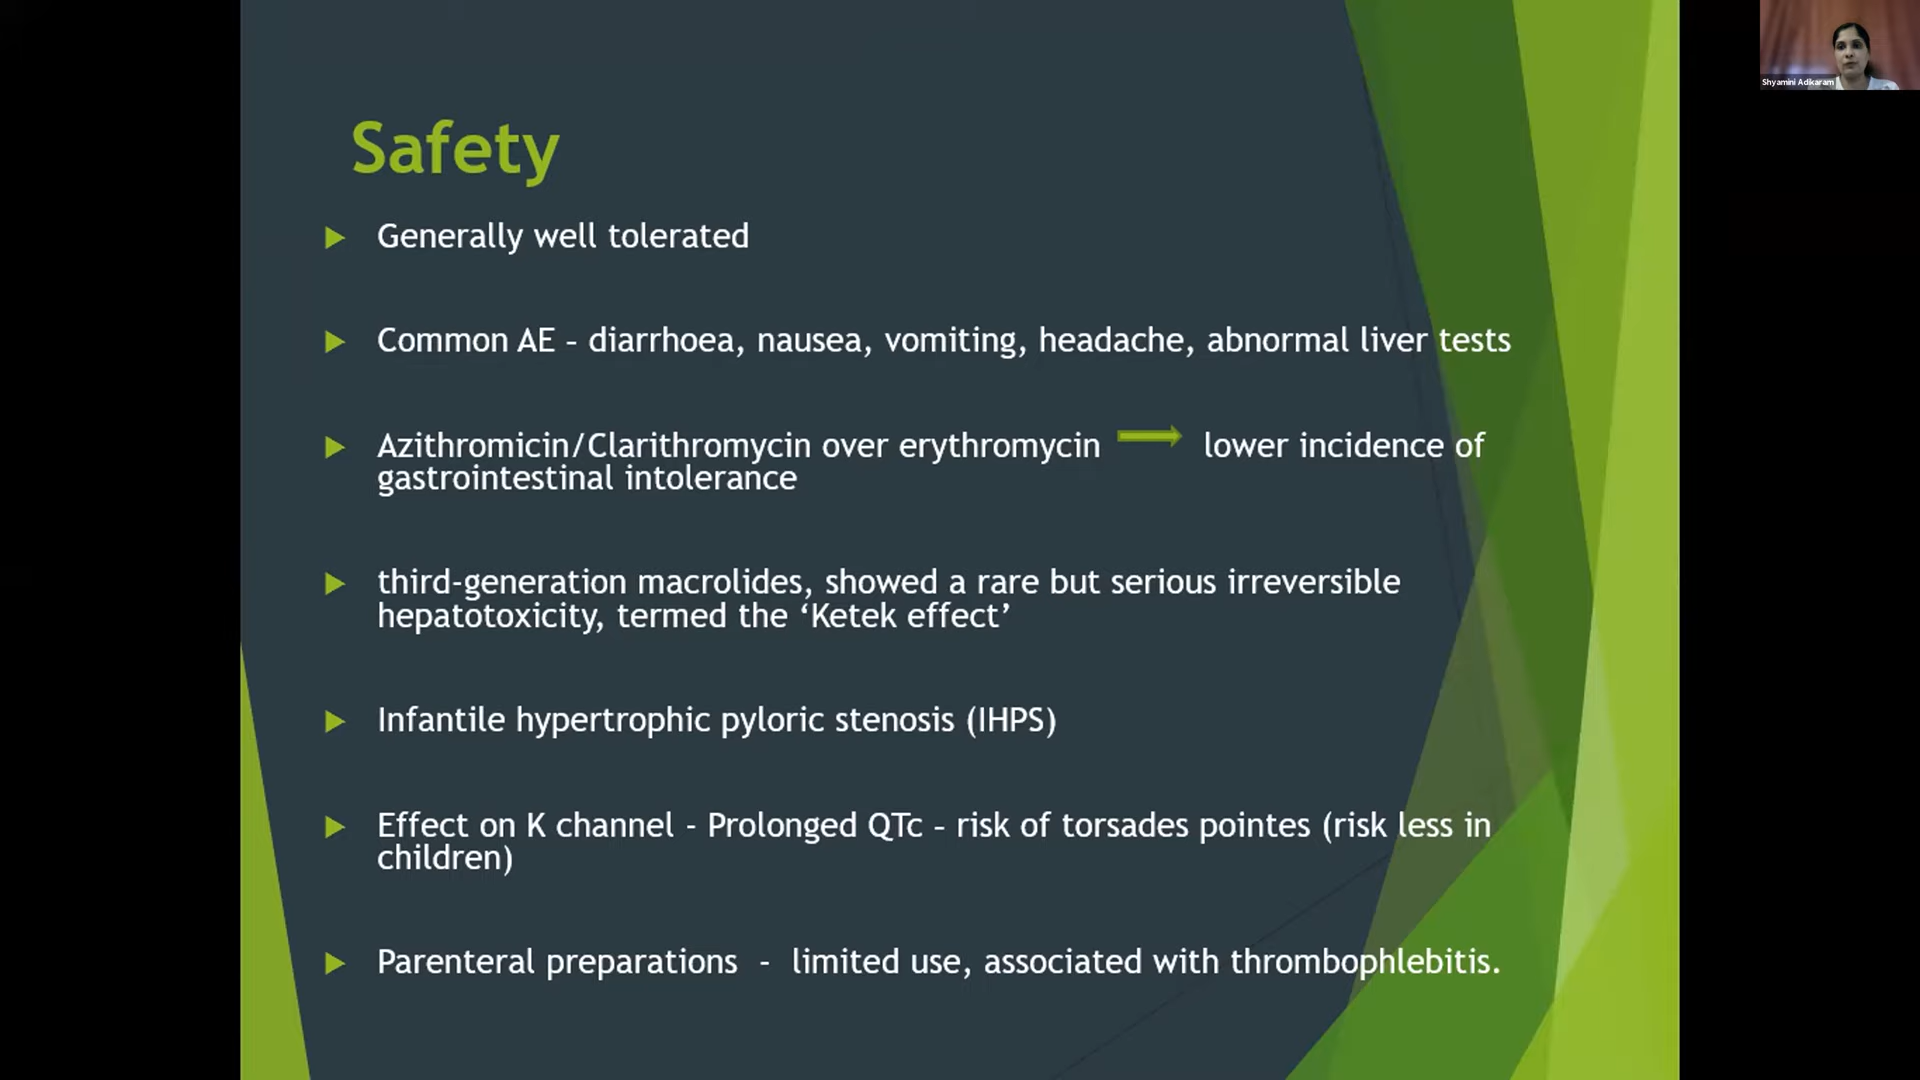 Shyamini Adikaram
Safety
Generally well tolerated
Common AE – diarrhoea, nausea, vomiting, headache, abnormal liver tests
Azithromicin/Clarithromycin over erythromycin lower incidence of
gastrointestinal intolerance
third-generation macrolides, showed a rare but serious irreversible
hepatotoxicity, termed the ‘Ketek effect’
Infantile hypertrophic pyloric stenosis (IHPS)
Effect on K channel - Prolonged QTc – risk of torsades pointes (risk less in
children)
Parenteral preparations - limited use, associated with thrombophlebitis.